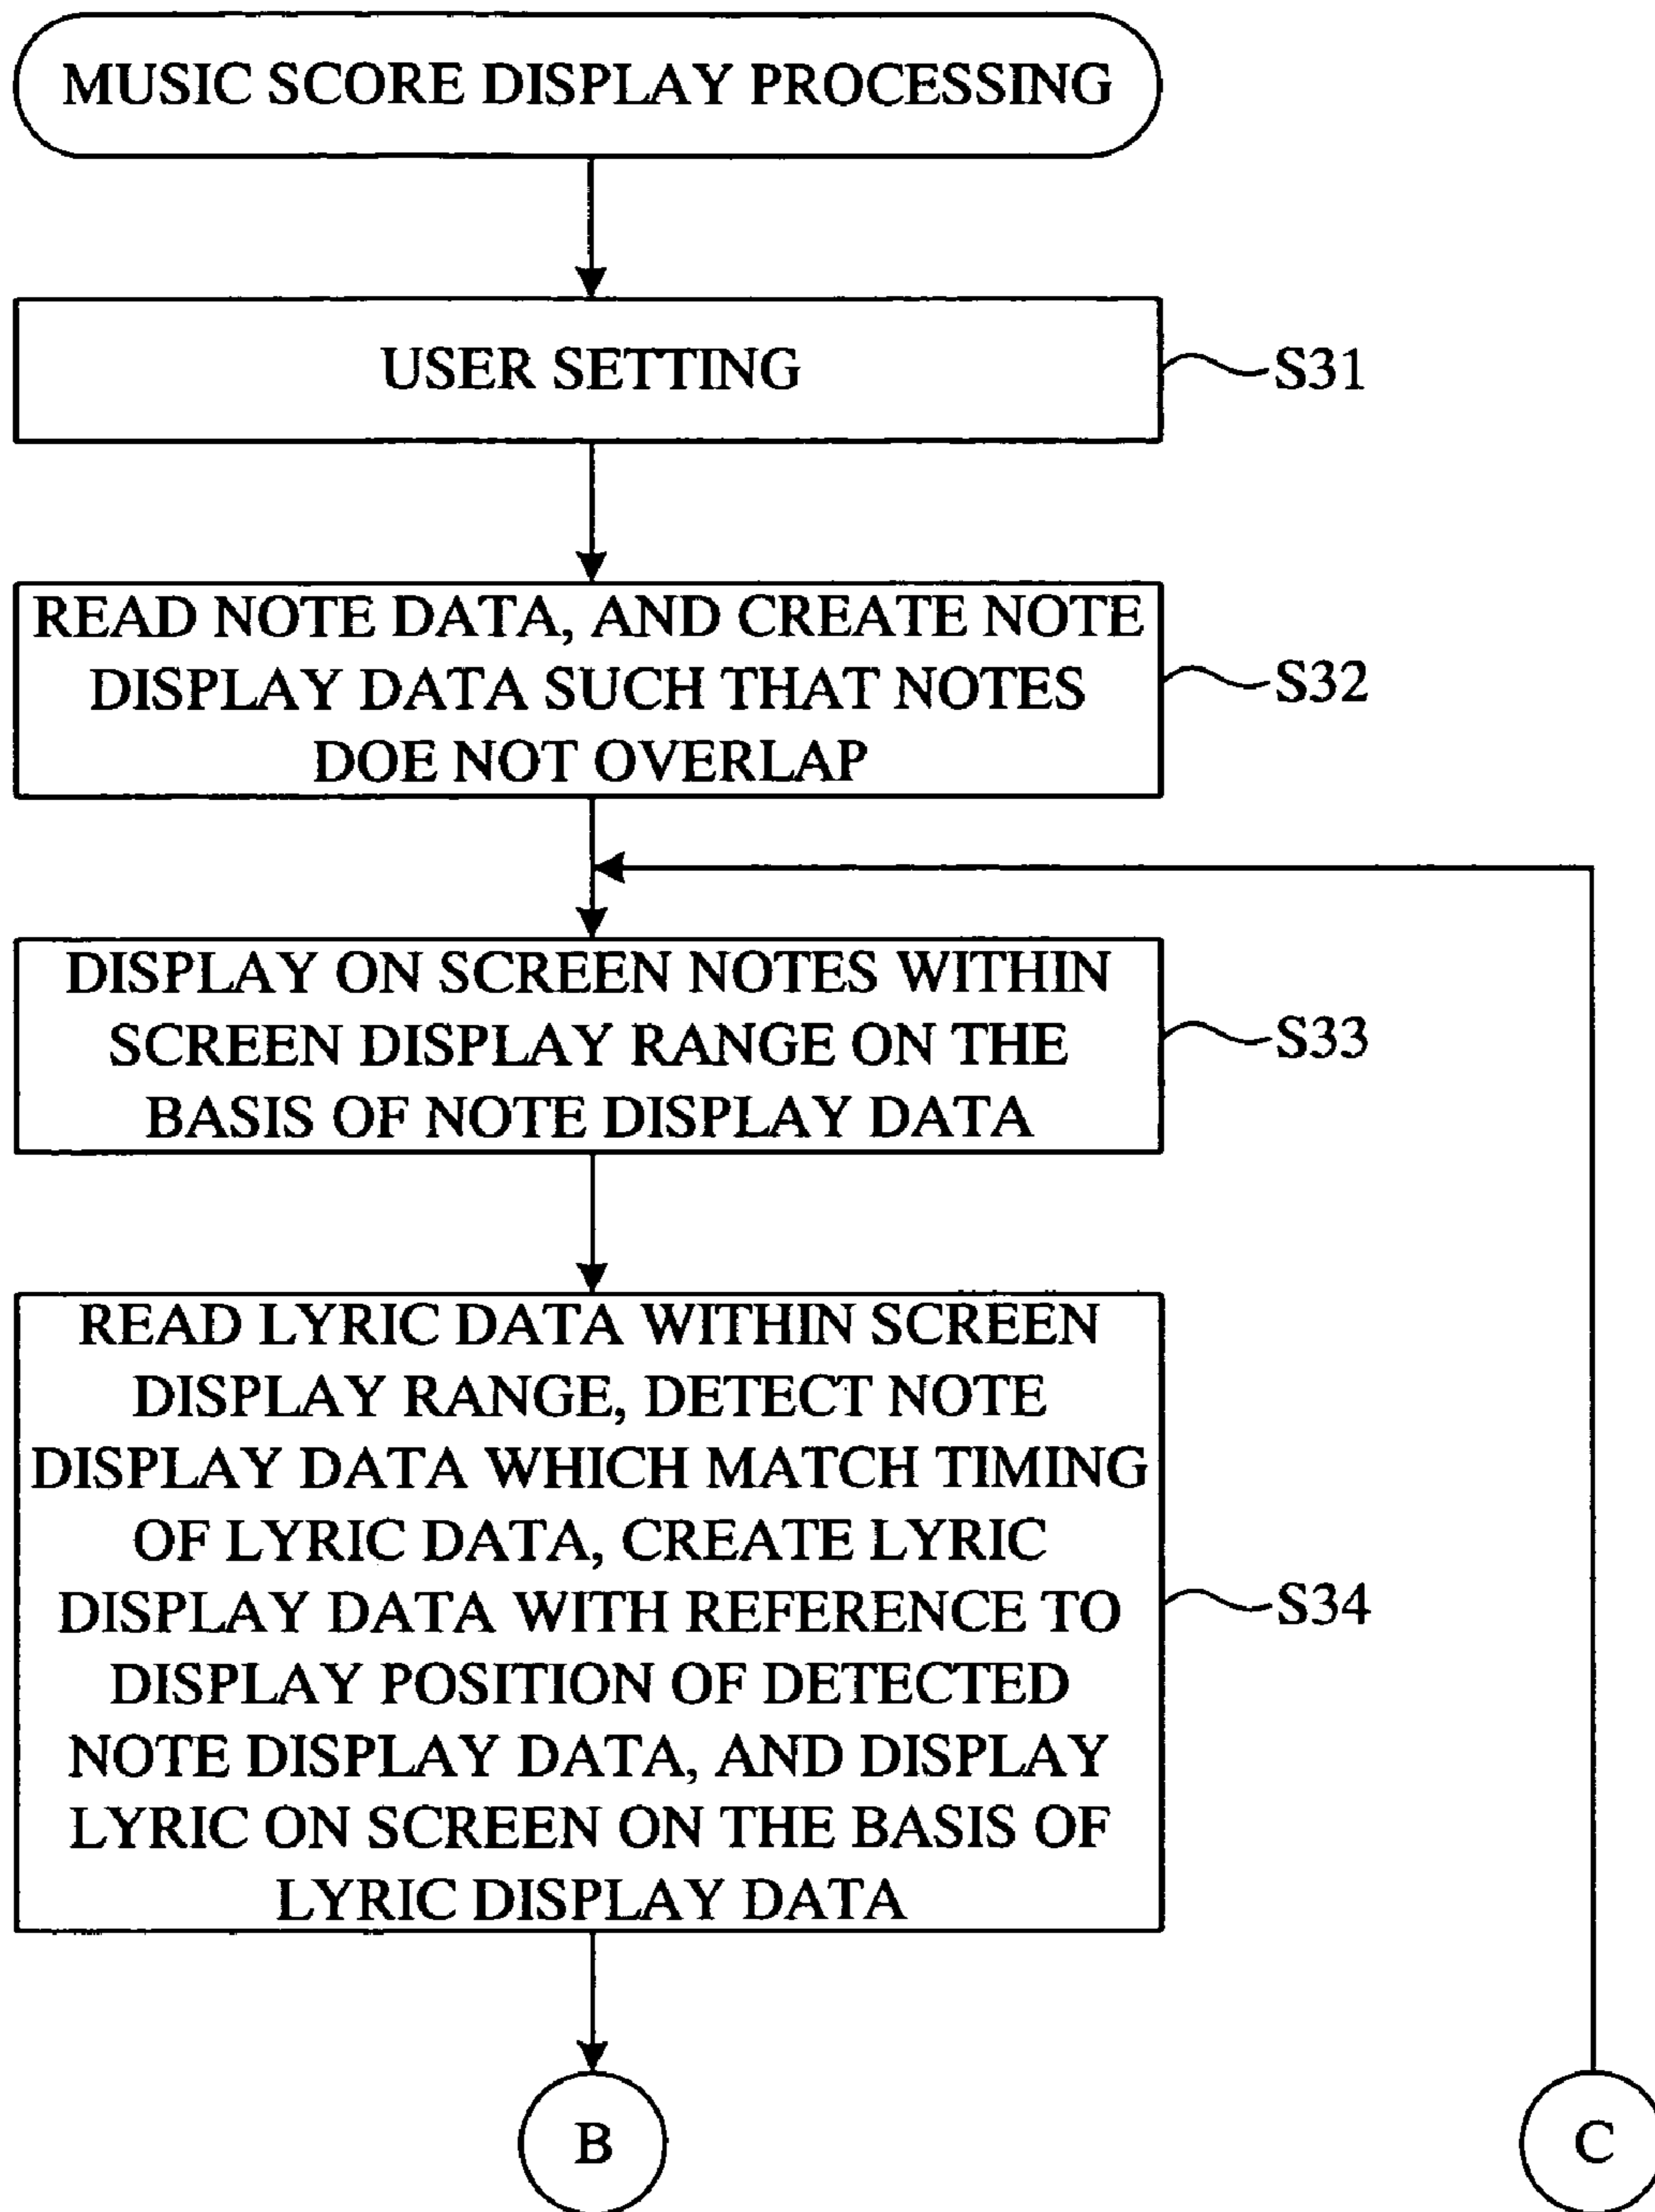 MUSIC SCORE DISPLAY PROCESSING
USER SETTING
S31
READ NOTE DATA, AND CREATE NOTE
DISPLAY DATA SUCH THAT NOTES
DOE NOT OVERLAP
S32
DISPLAY ON SCREEN NOTES WITHIN
SCREEN DISPLAY RANGE ON THE
BASIS OF NOTE DISPLAY DATA
S33
READ LYRIC DATA WITHIN SCREEN
DISPLAY RANGE, DETECT NOTE
DISPLAY DATA WHICH MATCH TIMING
OF LYRIC DATA, CREATE LYRIC
DISPLAY DATA WITH REFERENCE TO
DISPLAY POSITION OF DETECTED
NOTE DISPLAY DATA, AND DISPLAY
LYRIC ON SCREEN ON THE BASIS OF
LYRIC DISPLAY DATA
S34
B
C